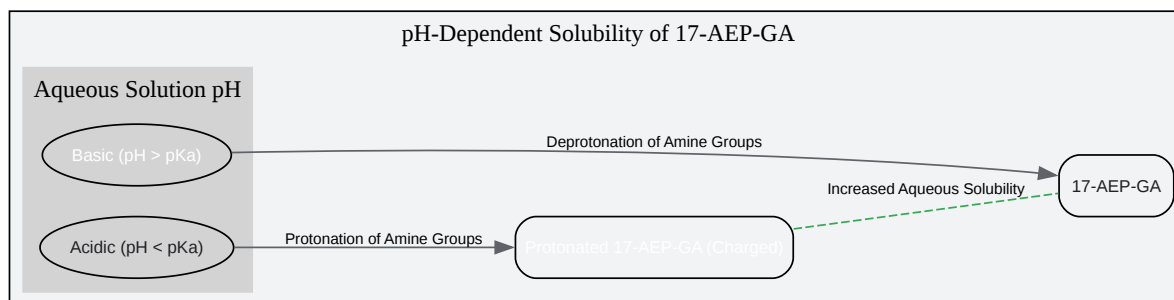 pH-Dependent Solubility of 17-AEP-GA
Aqueous Solution pH
Basic (pH > pKa)
Deprotonation of Amine Groups
17-AEP-GA
Increased Aqueous Solubility
Acidic (pH < pKa)
Protonation of Amine Groups
Protonated 17-AEP-GA (Charged)